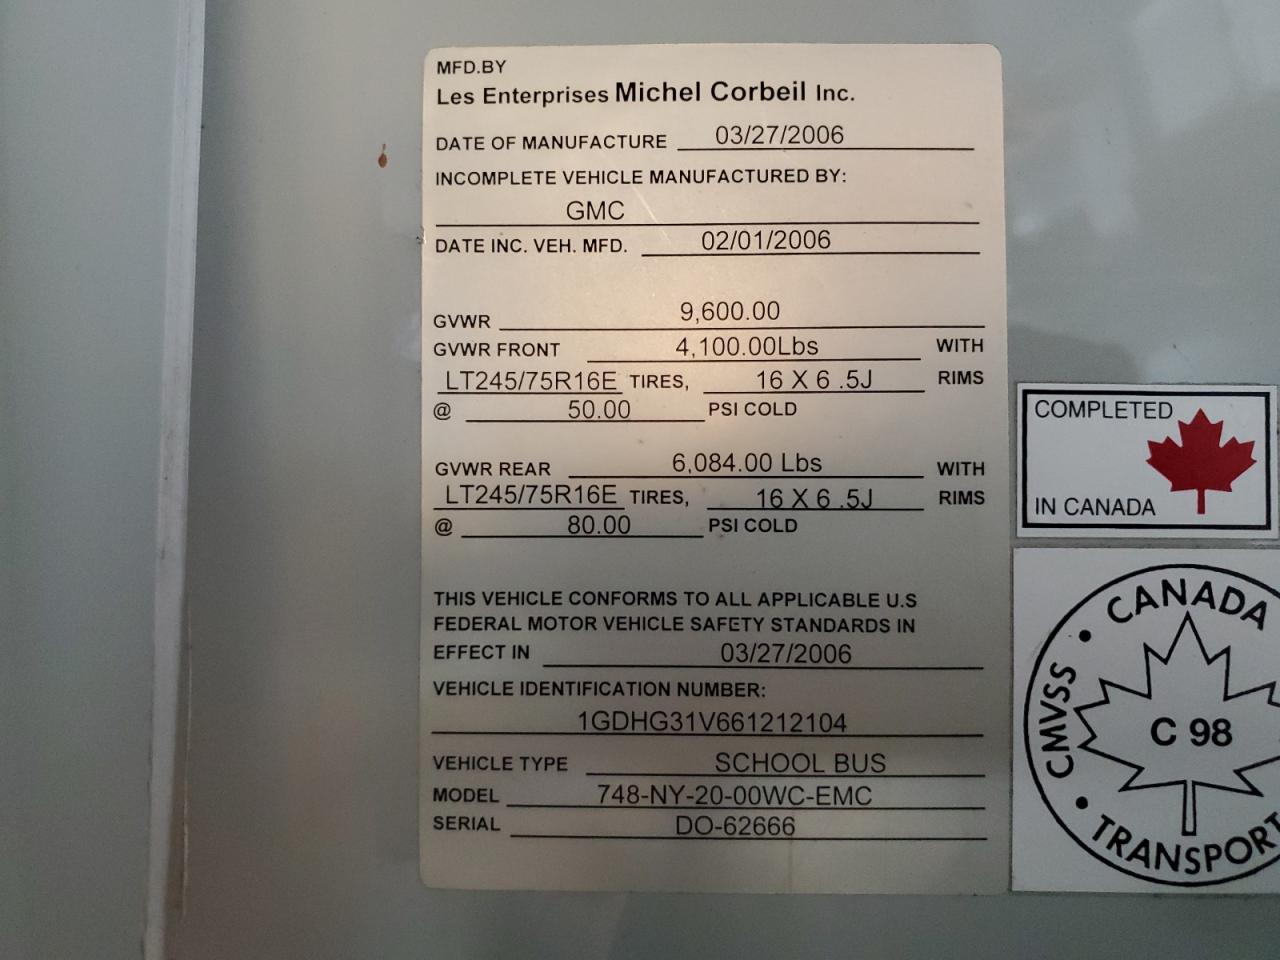 MFD.BY
Les Enterprises Michel Corbeil Inc.
DATE OF MANUFACTURE 03/27/2006
INCOMPLETE VEHICLE MANUFACTURED BY:
GMC
DATE INC. VEH. MFD. 02/01/2006
GVWR 9,600.00
GVWR FRONT 4,100.00Lbs WITH
LT245/75R16E TIRES, 16 X 6 .5J RIMS
@ 50.00 PSI COLD
GVWR REAR 6,084.00 Lbs WITH
LT245/75R16E TIRES, 16 X 6 .5J RIMS
@ 80.00 PSI COLD
THIS VEHICLE CONFORMS TO ALL APPLICABLE U.S
FEDERAL MOTOR VEHICLE SAFETY STANDARDS IN
EFFECT IN 03/27/2006
VEHICLE IDENTIFICATION NUMBER:
1GDHG31V661212104
VEHICLE TYPE SCHOOL BUS
MODEL 748-NY-20-00WC-EMC
SERIAL DO-62666
COMPLETED
IN CANADA
CANADA
CMVSS
C 98
TRANSPORT